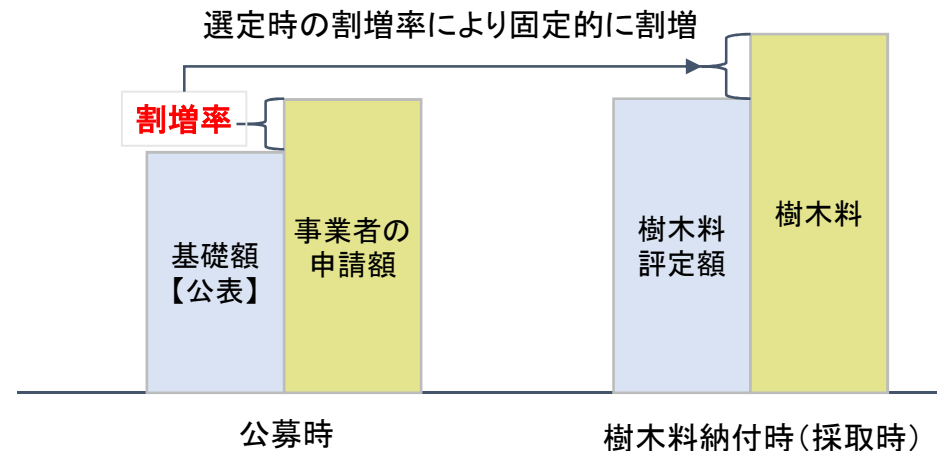 選定時の割増率により固定的に割増
割増率
基礎額
【公表】
事業者の
申請額
樹木料
評定額
樹木料
公募時
樹木料納付時（採取時）